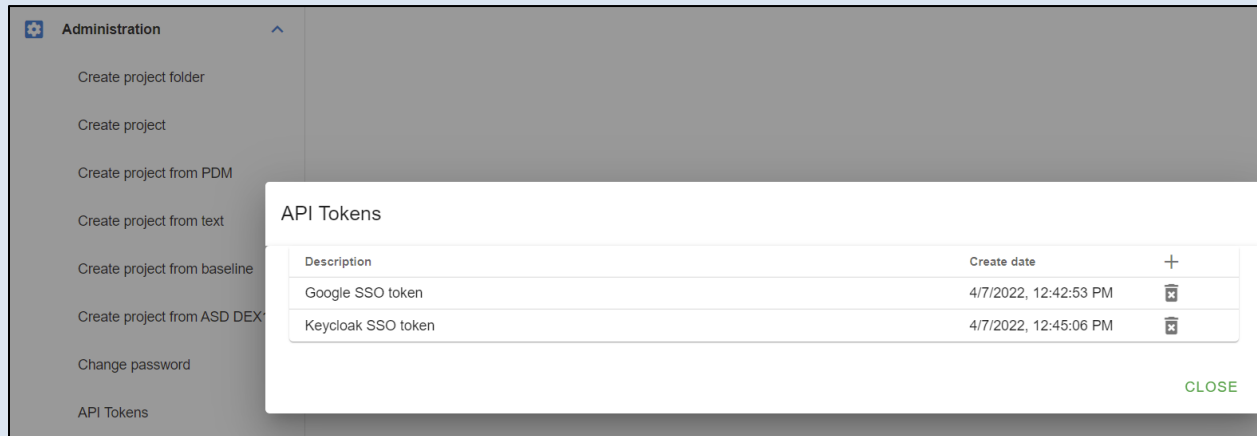 Administration
Create project folder
Create project
Create project from PDM
Create project from text
Create project from baseline
Create project from ASD DEX
Change password
API Tokens
API Tokens
Description Create date +
Google SSO token 4/7/2022, 12:42:53 PM
Keycloak SSO token 4/7/2022, 12:45:06 PM
CLOSE